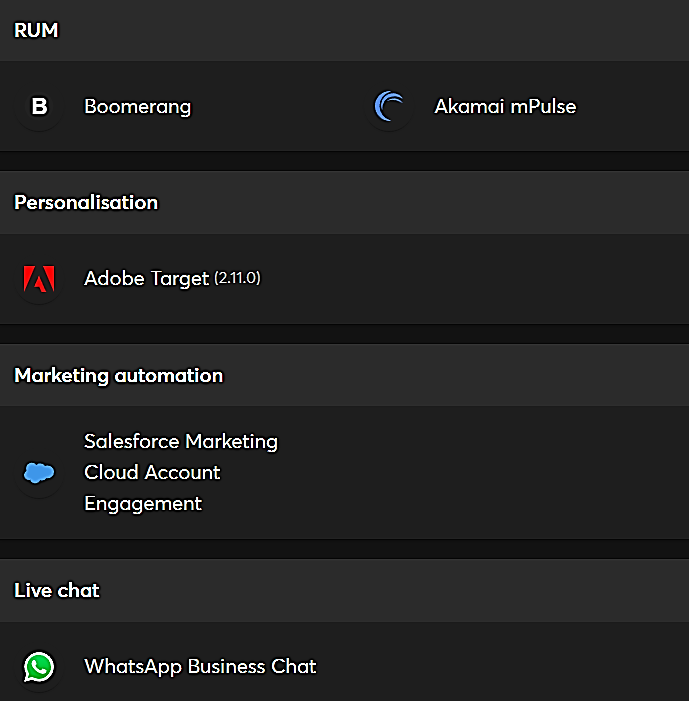 RUM
B Boomerang Akamai mPulse
Personalisation
Adobe Target (2.11.0)
Marketing automation
Salesforce Marketing
Cloud Account
Engagement
Live chat
WhatsApp Business Chat